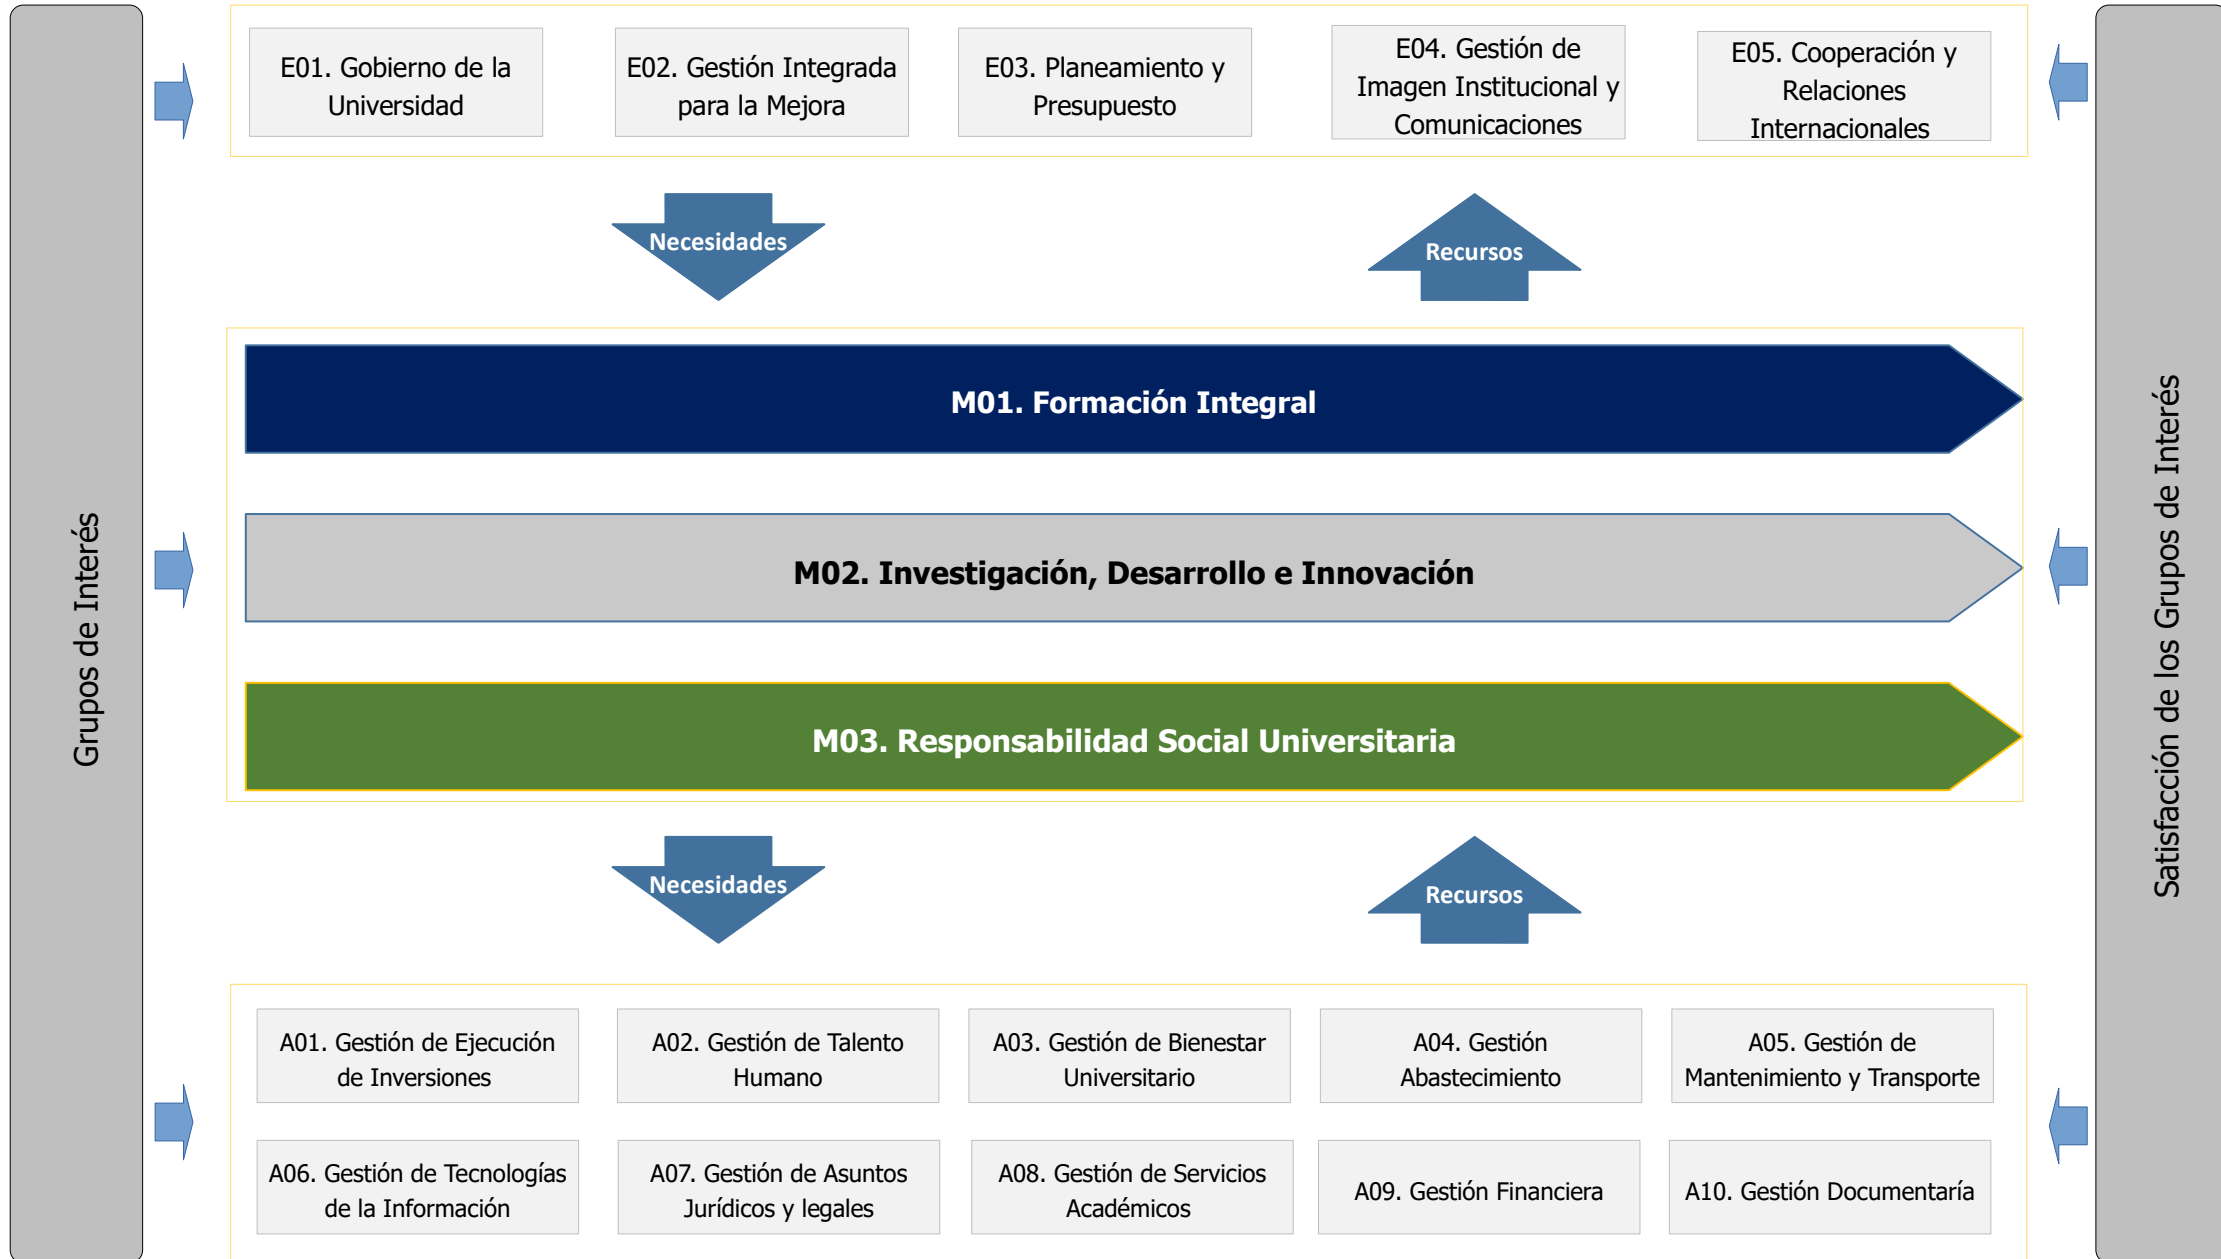 E01. Gobierno de la
Universidad
E02. Gestión Integrada
para la Mejora
E03. Planeamiento y
Presupuesto
E04. Gestión de
Imagen Institucional y
Comunicaciones
E05. Cooperación y
Relaciones
Internacionales
Necesidades
Recursos
Grupos de Interés
M01. Formación Integral
M02. Investigación, Desarrollo e Innovación
M03. Responsabilidad Social Universitaria
Satisfacción de los Grupos de Interés
Necesidades
Recursos
A01. Gestión de Ejecución
de Inversiones
A02. Gestión de Talento
Humano
A03. Gestión de Bienestar
Universitario
A04. Gestión
Abastecimiento
A05. Gestión de
Mantenimiento y Transporte
A06. Gestión de Tecnologías
de la Información
A07. Gestión de Asuntos
Jurídicos y legales
A08. Gestión de Servicios
Académicos
A09. Gestión Financiera
A10. Gestión Documentaría